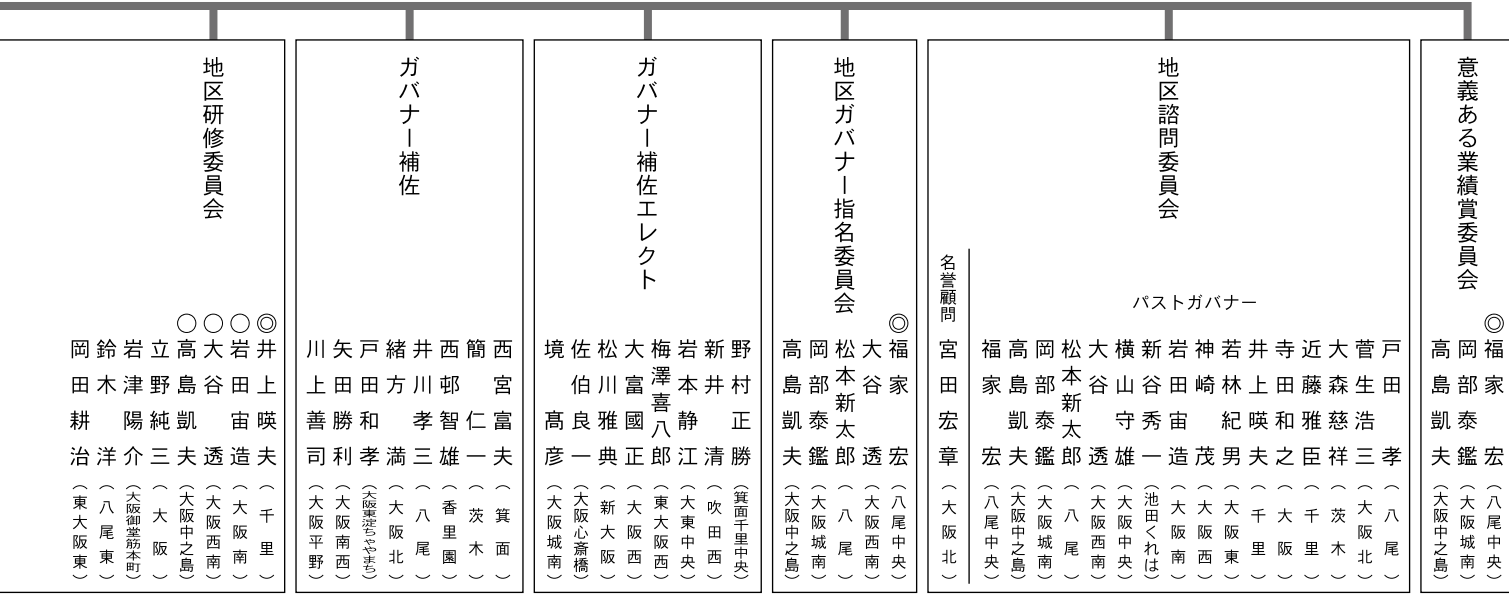 意義ある業績賞委員会
◎福家 宏（八尾中央）
岡部泰鑑（大阪城南）
高島凱夫（大阪中之島）
地区諮問委員会
パストガバナー
戸田 孝（八尾）
菅生浩三（大阪北）
大森慈祥（茨木）
近藤雅臣（千里）
寺田和之（大阪）
井上暎夫（千里）
若林紀男（大阪東）
神崎 茂（大阪西）
岩田宙造（大阪南）
新谷秀一（池田くれは）
横山守雄（大阪中央）
大谷 透（大阪西南）
松本新太郎（八尾）
岡部泰鑑（大阪城南）
高島凱夫（大阪中之島）
福家 宏（八尾中央）
名誉顧問
宮田宏章（大阪北）
地区ガバナー指名委員会
◎福家 宏（八尾中央）
大谷 透（大阪西南）
松本新太郎（八尾）
岡部泰鑑（大阪城南）
高島凱夫（大阪中之島）
ガバナー補佐エレクト
野村正勝（箕面千里中央）
新井 清（吹田西）
岩本静江（大東中央）
梅澤喜八郎（東大阪西）
大富國正（大阪西）
松川雅典（新大阪）
佐伯良一（大阪心斎橋）
境 髙彦（大阪城南）
ガバナー補佐
西宮富夫（箕面）
簡 仁一（茨木）
西邨智雄（香里園）
井川孝三（八尾）
緒方 満（大阪北）
戸田和孝（大阪東淀ちゃやまち）
矢田勝利（大阪南西）
川上善司（大阪平野）
地区研修委員会
◎井上暎夫（千里）
○岩田宙造（大阪南）
○大谷 透（大阪西南）
○高島凱夫（大阪中之島）
立野純三（大阪）
岩津陽介（大阪御堂筋本町）
鈴木 洋（八尾東）
岡田耕治（東大阪東）